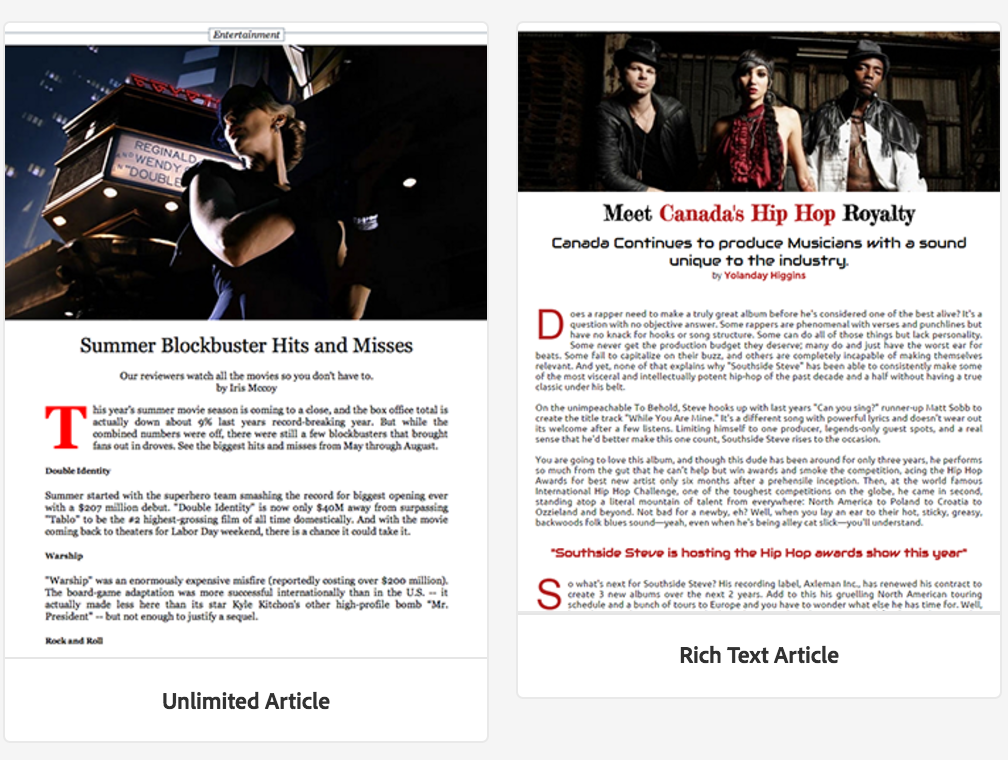 Entertainment
REGINALD
AND WENDY
IN "DOUBLE
Summer Blockbuster Hits and Misses
Our reviewers watch all the movies so you don't have to.
by Iris Mccoy
This year's summer movie season is coming to a close, and the box office total is
actually down about 9% last years record-breaking year. But while the
combined numbers were off, there were still a few blockbusters that brought
fans out in droves. See the biggest hits and misses from May through August.
Double Identity
Summer started with the superhero team smashing the record for biggest opening ever
with a $207 million debut. "Double Identity" is now only $40M away from surpassing
"Tablo" to be the #2 highest-grossing film of all time domestically. And with the movie
coming back to theaters for Labor Day weekend, there is a chance it could take it.
Warship
"Warship" was an enormously expensive misfire (reportedly costing over $200 million).
The board-game adaptation was more successful internationally than in the U.S. -- it
actually made less here than its star Kyle Kitchon's other high-profile bomb "Mr.
President" -- but not enough to justify a sequel.
Rock and Roll
Unlimited Article
Meet Canada's Hip Hop Royalty
Canada Continues to produce Musicians with a sound
unique to the industry.
by Yolanday Higgins
Does a rapper need to make a truly great album before he's considered one of the best alive? It's a
question with no objective answer. Some rappers are phenomenal with verses and punchlines but
have no knack for hooks or song structure. Some can do all of those things but lack personality.
Some never get the production budget they deserve; many do and just have the worst ear for
beats. Some fail to capitalize on their buzz, and others are completely incapable of making themselves
relevant. And yet, none of that explains why "Southside Steve" has been able to consistently make some
of the most visceral and intellectually potent hip-hop of the past decade and a half without having a true
classic under his belt.
On the unimpeachable To Behold, Steve hooks up with last years "Can you sing?" runner-up Matt Sobb to
create the title track "While You Are Mine." It's a different song with powerful lyrics and doesn't wear out
its welcome after a few listens. Limiting himself to one producer, legends-only guest spots, and a real
sense that he'd better make this one count, Southside Steve rises to the occasion.
You are going to love this album, and though this dude has been around for only three years, he performs
so much from the gut that he can't help but win awards and smoke the competition, acing the Hip Hop
Awards for best new artist only six months after a prehensile inception. Then, at the world famous
International Hip Hop Challenge, one of the toughest competitions on the globe, he came in second,
standing atop a literal mountain of talent from everywhere: North America to Poland to Croatia to
Ozzieland and beyond. Not bad for a newby, eh? Well, when you lay an ear to their hot, sticky, greasy,
backwoods folk blues sound—yeah, even when he's being alley cat slick—you'll understand.
"Southside Steve is hosting the Hip Hop awards show this year"
So what's next for Southside Steve? His recording label, Axleman Inc., has renewed his contract to
create 3 new albums over the next 2 years. Add to this his gruelling North American touring
schedule and a bunch of tours to Europe and you have to wonder what else he has time for. Well,
Rich Text Article